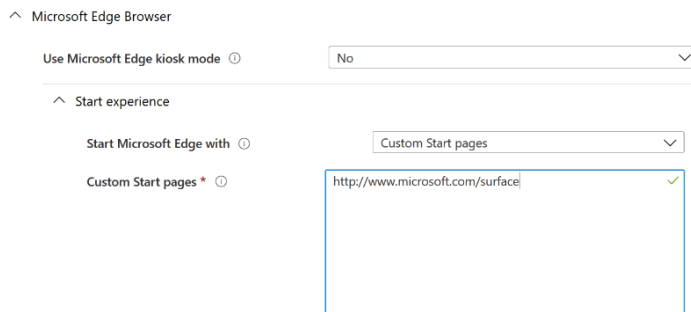 Microsoft Edge Browser
Use Microsoft Edge kiosk mode No
Start experience
Start Microsoft Edge with Custom Start pages
Custom Start pages * http://www.microsoft.com/surface